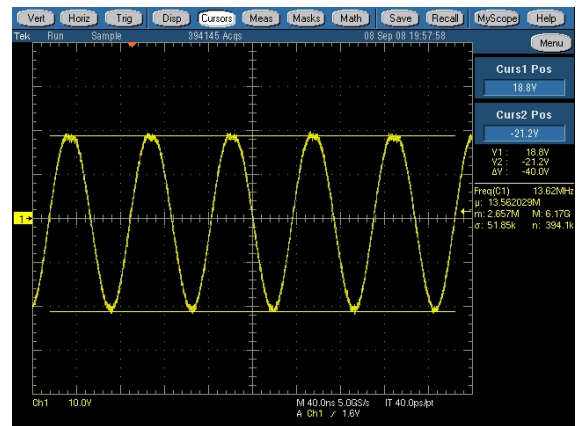 Vert Horiz Trig Disp Cursors Meas Masks Math Save Recall MyScope Help
Tek Run Sample 394145 Acqs 08 Sep 08 19:57:58
Menu
Curs1 Pos
18.8V
Curs2 Pos
-21.2V
V1 : 18.8V
V2 : -21.2V
ΔV : -40.0V
Freq(C1) 13.62MHz
μ: 13.562029M
m: 2.657M M: 6.17G
σ: 51.85k n: 394.1k
1
Ch1 10.0V M 40.0ns 5.0GS/s IT 40.0ps/pt
A Ch1 / 1.6V